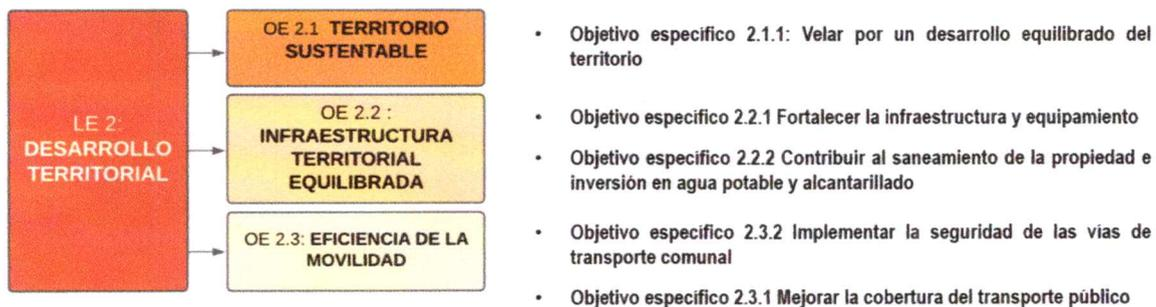 LE 2:
DESARROLLO
TERRITORIAL
OE 2.1 TERRITORIO
SUSTENTABLE
OE 2.2 :
INFRAESTRUCTURA
TERRITORIAL
EQUILIBRADA
OE 2.3: EFICIENCIA DE LA
MOVILIDAD
• Objetivo específico 2.1.1: Velar por un desarrollo equilibrado del
territorio
• Objetivo específico 2.2.1 Fortalecer la infraestructura y equipamiento
• Objetivo específico 2.2.2 Contribuir al saneamiento de la propiedad e
inversión en agua potable y alcantarillado
• Objetivo específico 2.3.2 Implementar la seguridad de las vías de
transporte comunal
• Objetivo específico 2.3.1 Mejorar la cobertura del transporte público